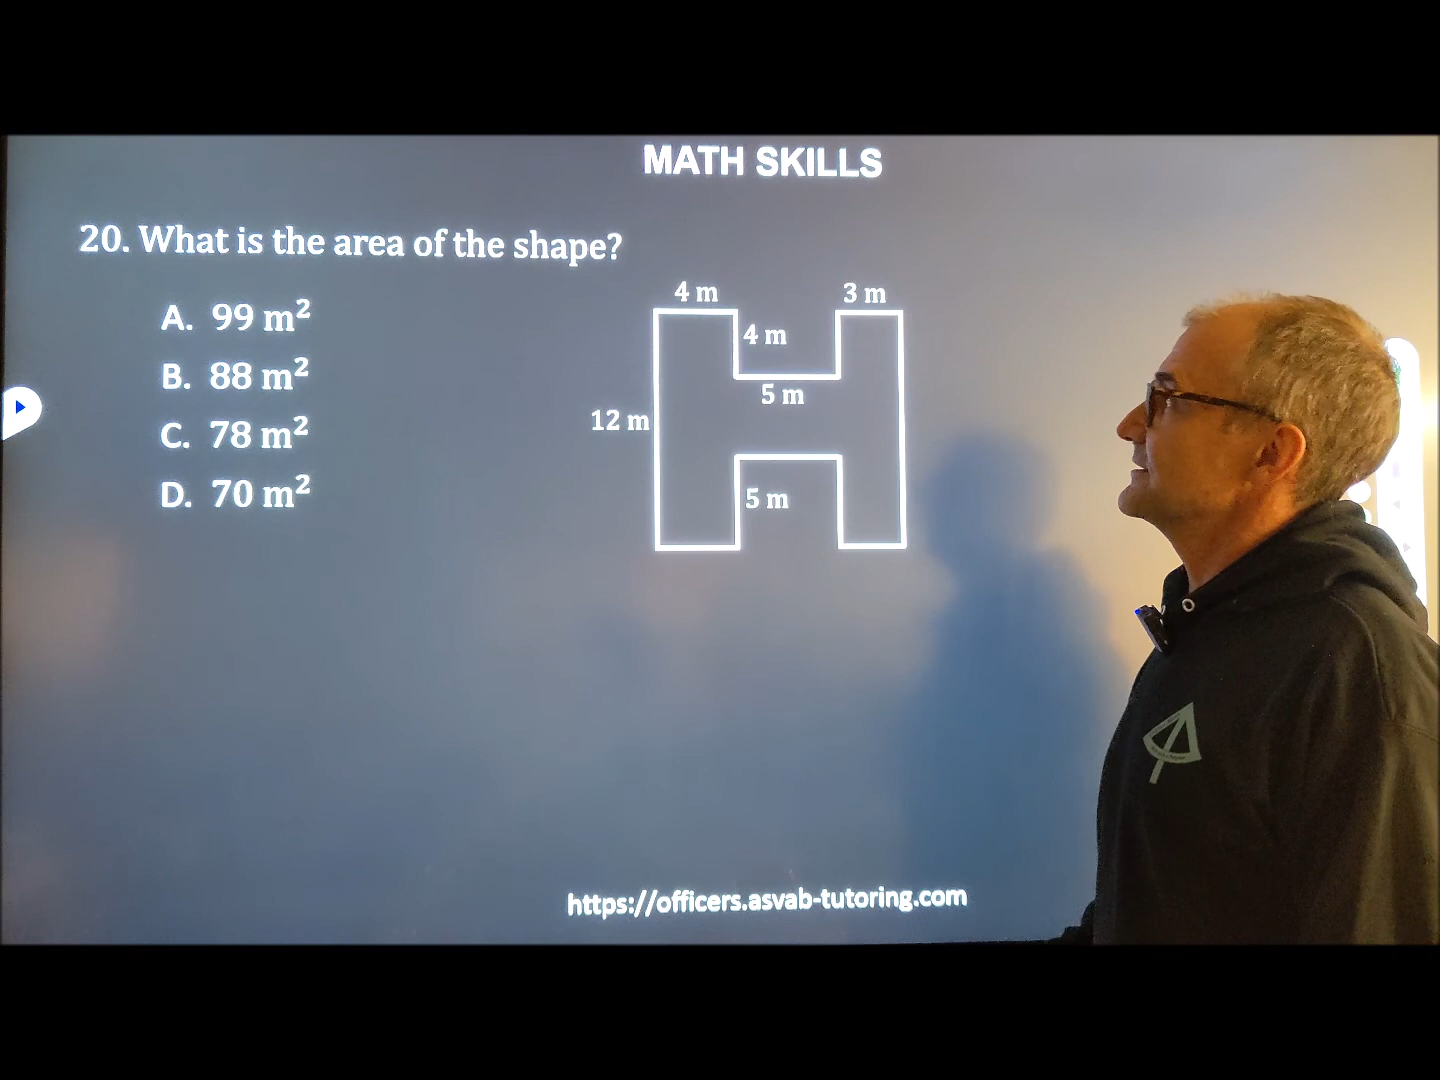 MATH SKILLS
20. What is the area of the shape?
A. 99 m²
B. 88 m²
C. 78 m²
D. 70 m²
4 m
3 m
4 m
5 m
12 m
5 m
https://officers.asvab-tutoring.com